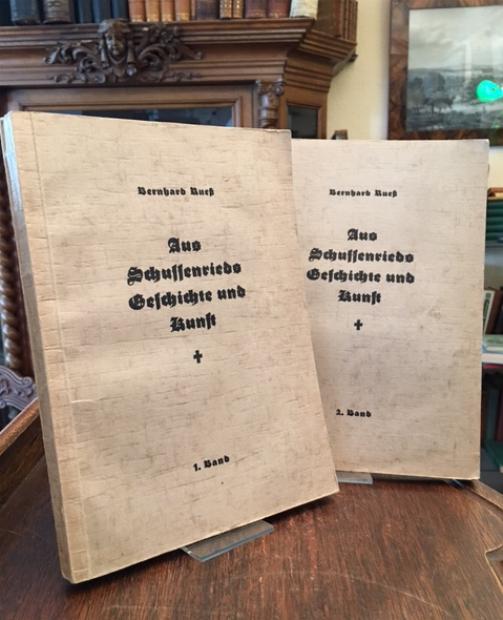 Bernhard Rueß
Aus
Schussenrieds
Geschichte und
Kunst
1. Band
Bernhard Rueß
Aus
Schussenrieds
Geschichte und
Kunst
2. Band